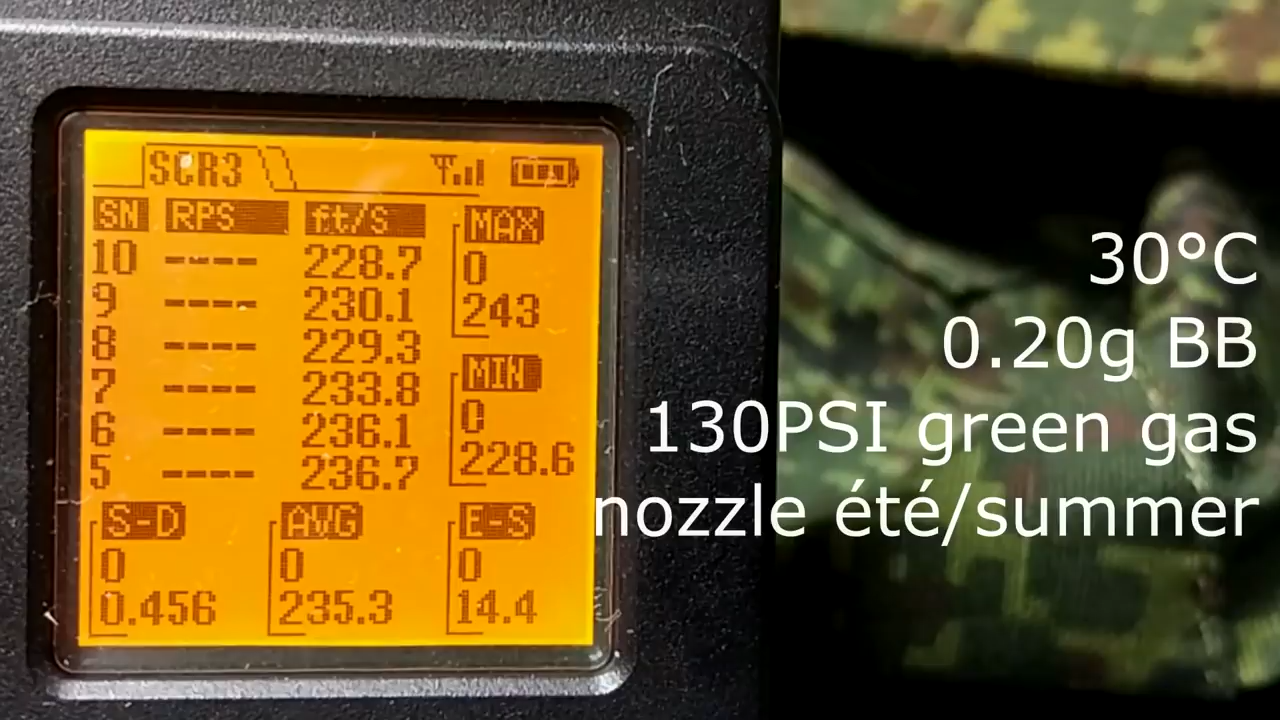 SCR3
SN RPS ft/S MAX
10 ---- 228.7 0
9 ---- 230.1 243
8 ---- 229.3
7 ---- 233.8 MIN
6 ---- 236.1 0
5 ---- 236.7 228.6
S-D AVG E-S
0 0 0
0.456 235.3 14.4
30°C
0.20g BB
130PSI green gas
nozzle été/summer